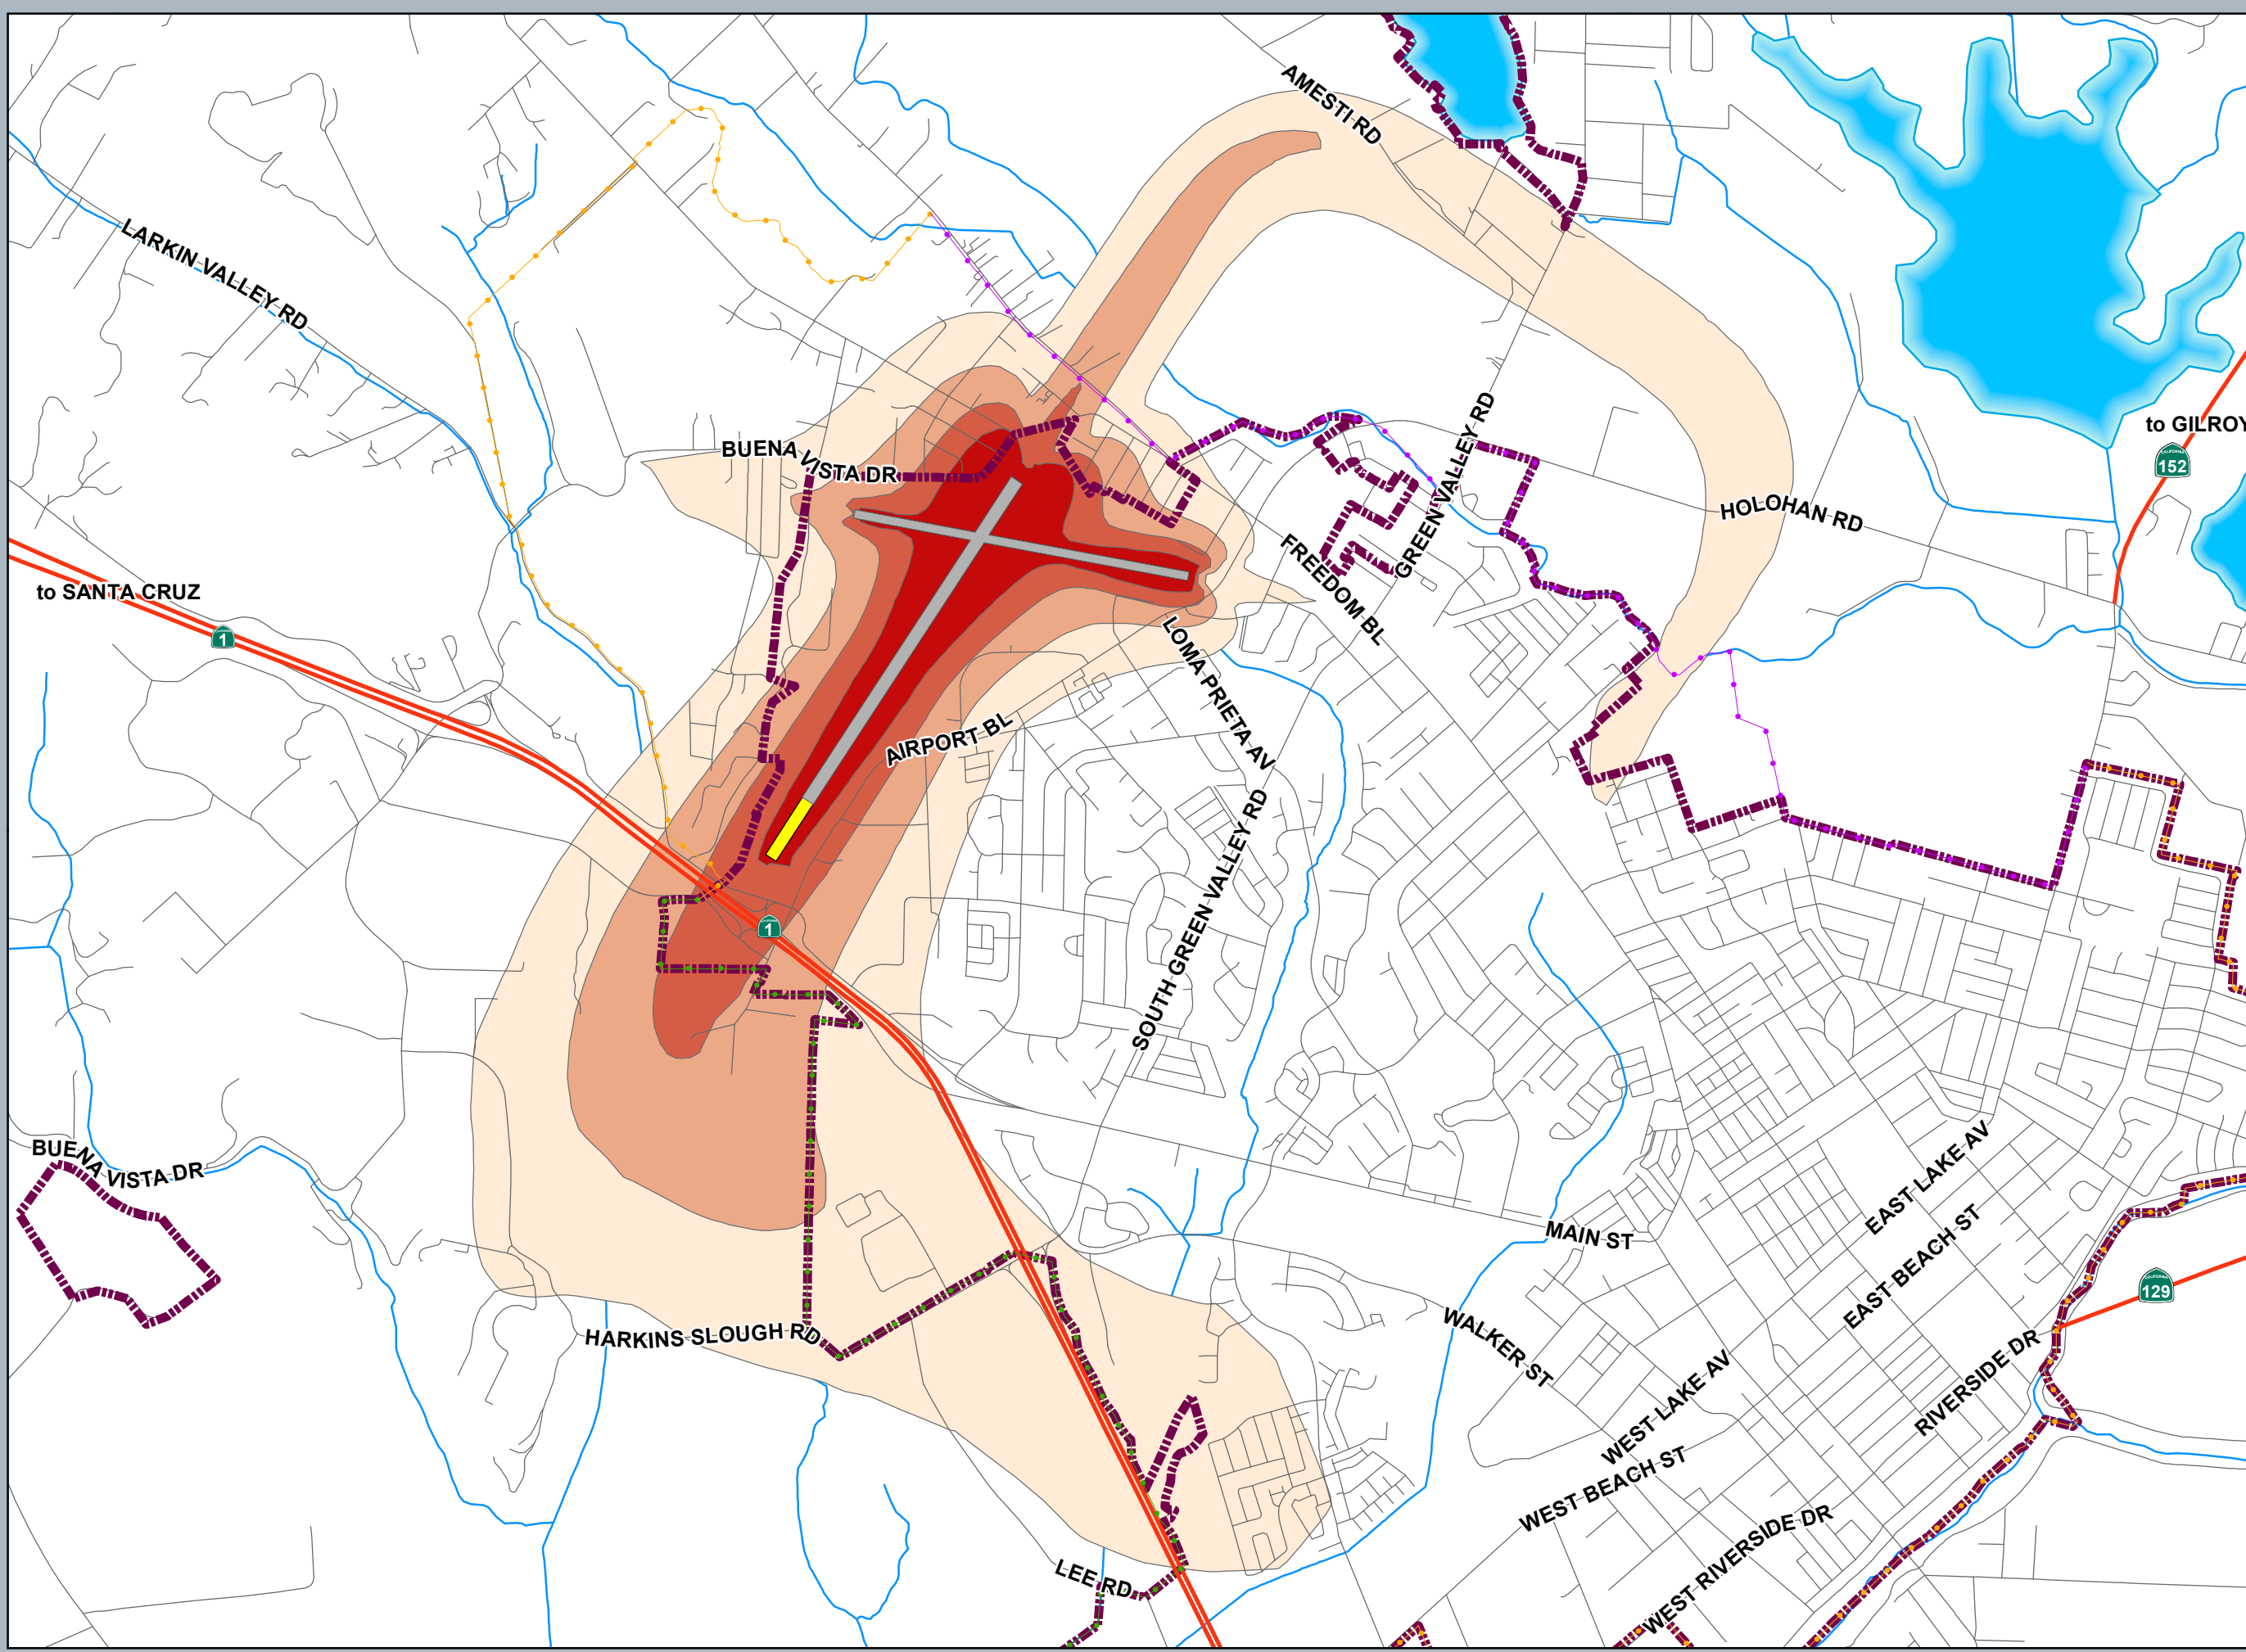 AMESTI RD
LARKIN VALLEY RD
to GILROY
CALIFORNIA
152
BUENA VISTA DR
GREEN VALLEY RD
HOLOHAN RD
FREEDOM BL
to SANTA CRUZ
1
LOMA PRIETA AV
AIRPORT BL
SOUTH GREEN VALLEY RD
1
BUENA VISTA DR
EAST LAKE AV
EAST BEACH ST
MAIN ST
CALIFORNIA
129
HARKINS SLOUGH RD
WALKER ST
WEST LAKE AV
RIVERSIDE DR
WEST BEACH ST
WEST RIVERSIDE DR
LEE RD